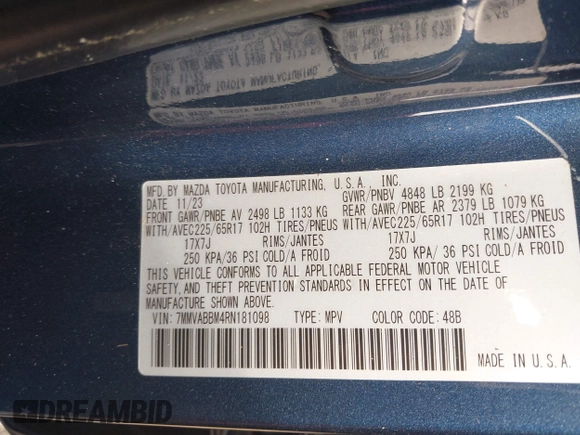 MFD. BY MAZDA TOYOTA MANUFACTURING, U.S.A. INC.
DATE 11/23 GVWR/PNBV 4848 LB 2199 KG
FRONT GAWR/PNBE AV 2498 LB 1133 KG REAR GAWR/PNBE AR 2379 LB 1079 KG
WITH/AVEC225/65R17 102H TIRES/PNEUS WITH/AVEC225/65R17 102H TIRES/PNEUS
17X7J RIMS/JANTES 17X7J RIMS/JANTES
250 KPA/36 PSI COLD/A FROID 250 KPA/ 36 PSI COLD/A FROID
THIS VEHICLE CONFORMS TO ALL APPLICABLE FEDERAL MOTOR VEHICLE
SAFETY, AND THEFT PREVENTION STANDARDS IN EFFECT ON THE DATE OF
MANUFACTURE SHOWN ABOVE.
VIN: 7MMVABBM4RN181098 TYPE: MPV COLOR CODE: 48B
MADE IN U.S.A.
DREAMBID